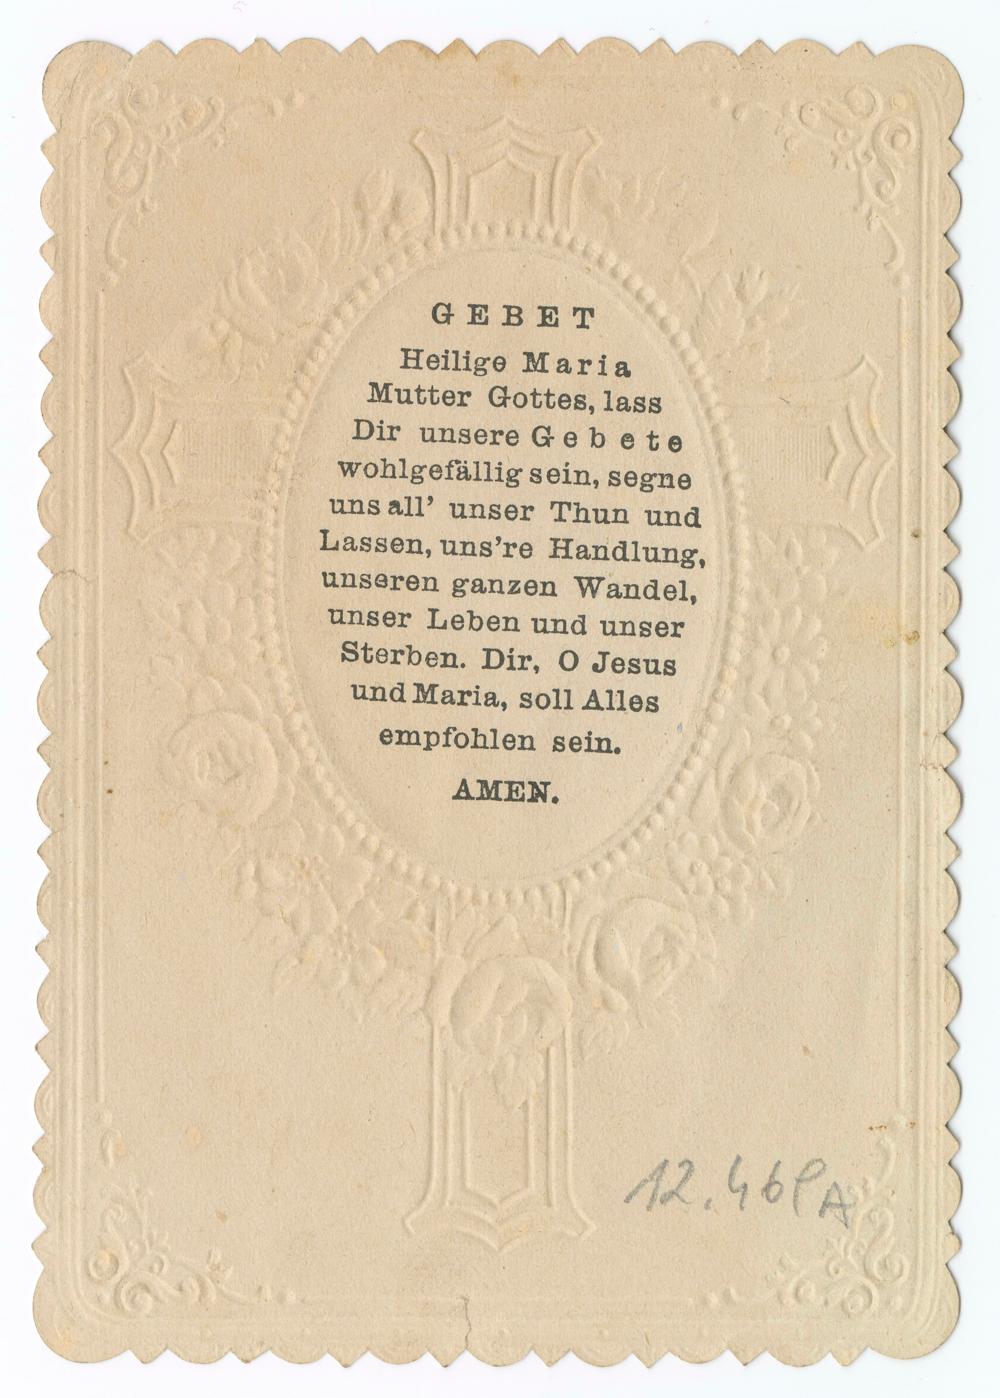 GEBET
Heilige Maria
Mutter Gottes, lass
Dir unsere Gebete
wohlgefällig sein, segne
uns all’ unser Thun und
Lassen, uns’re Handlung,
unseren ganzen Wandel,
unser Leben und unser
Sterben. Dir, O Jesus
und Maria, soll Alles
empfohlen sein.
AMEN.